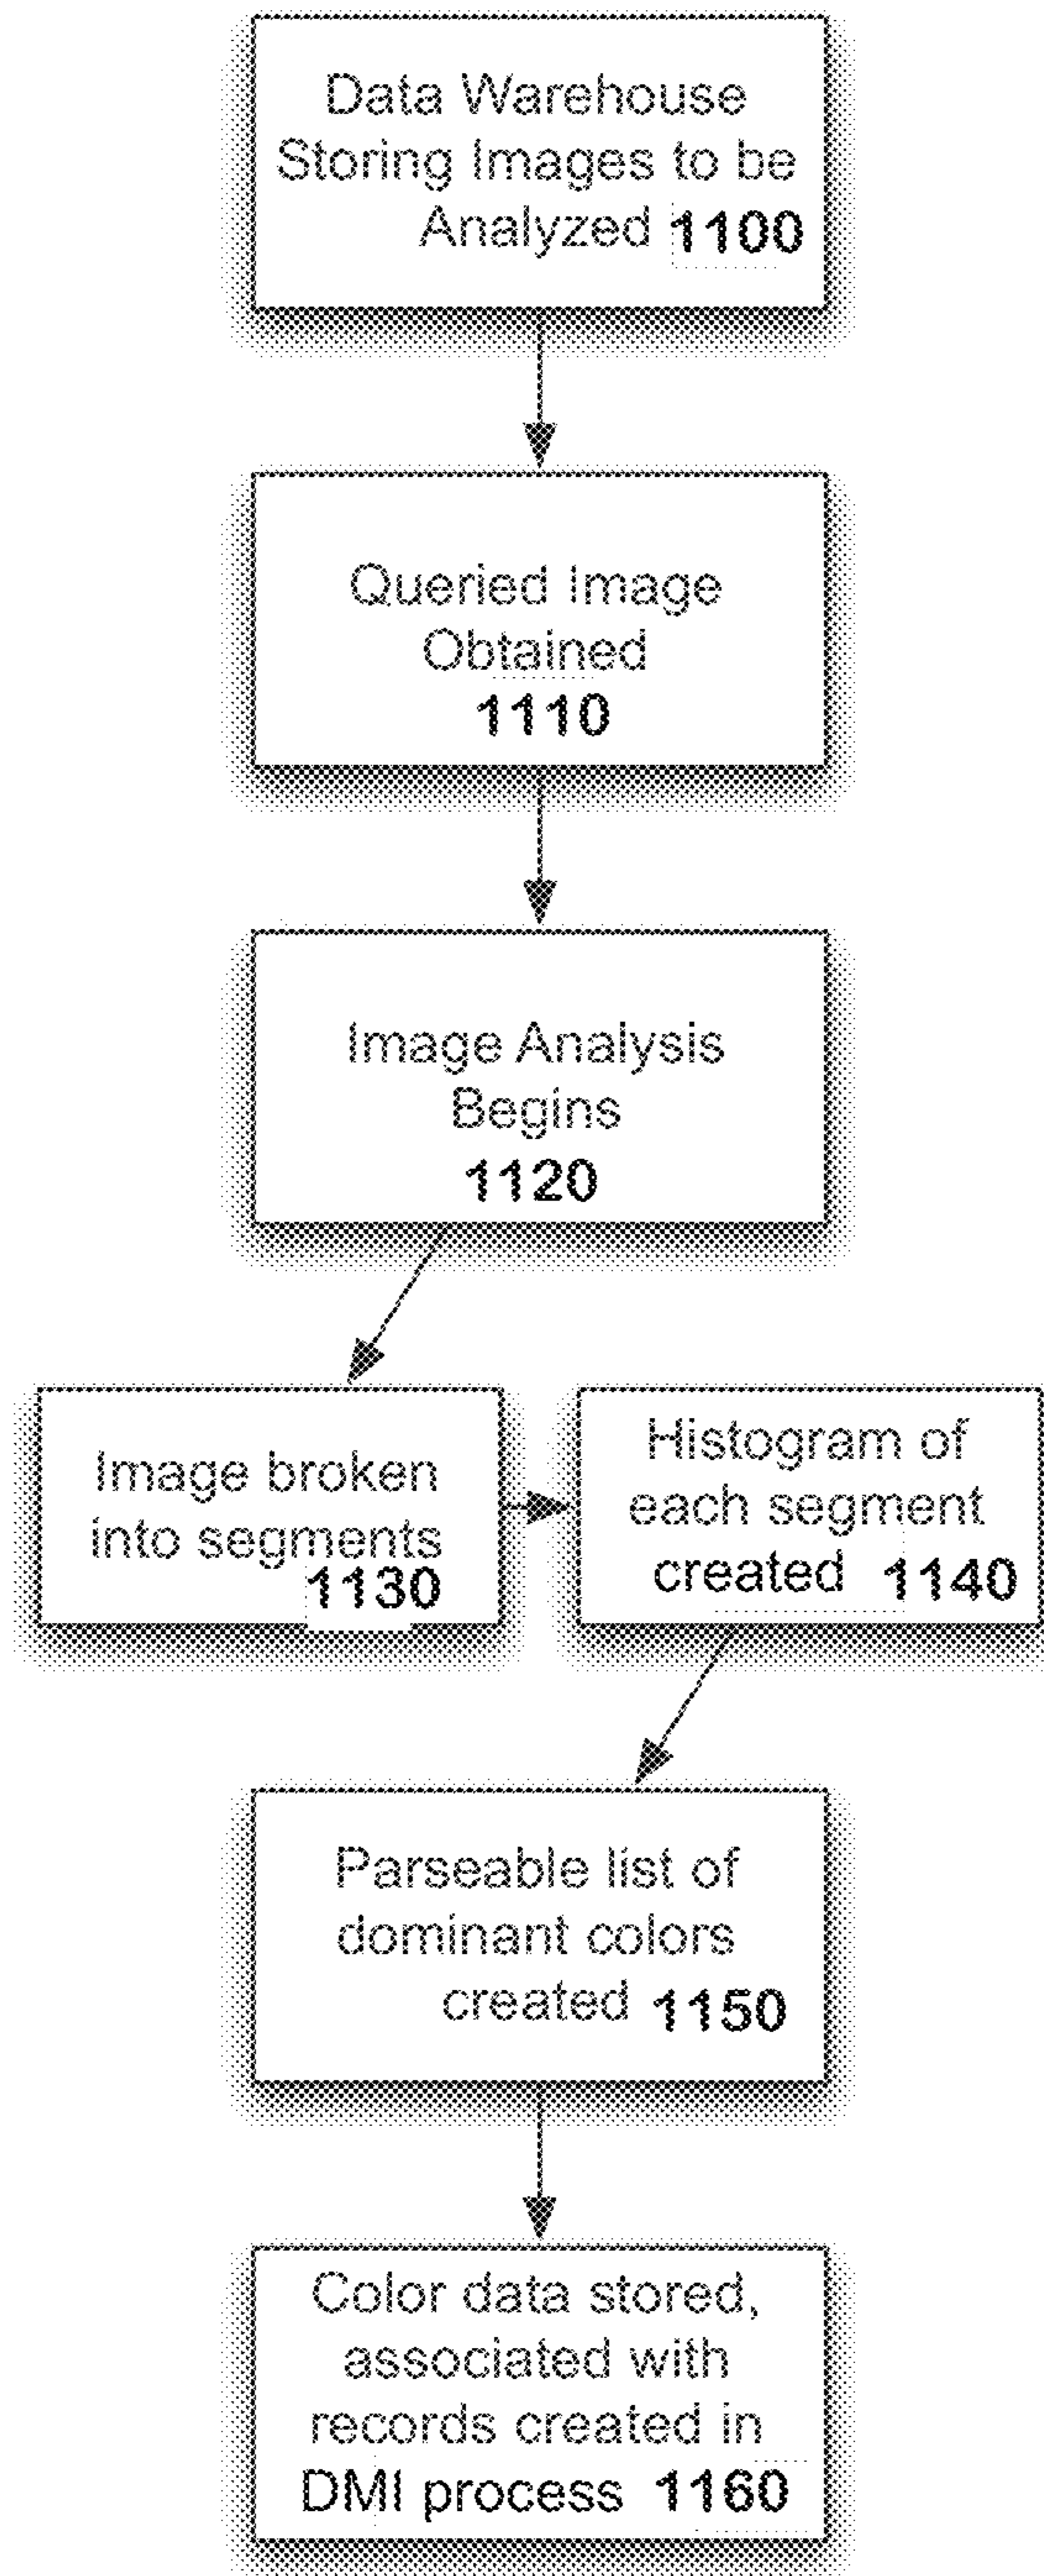 Data Warehouse
Storing Images to be
Analyzed 1100
Queried Image
Obtained
1110
Image Analysis
Begins
1120
Image broken
into segments
1130
Histogram of
each segment
created 1140
Parseable list of
dominant colors
created 1150
Color data stored,
associated with
records created in
DMI process 1160